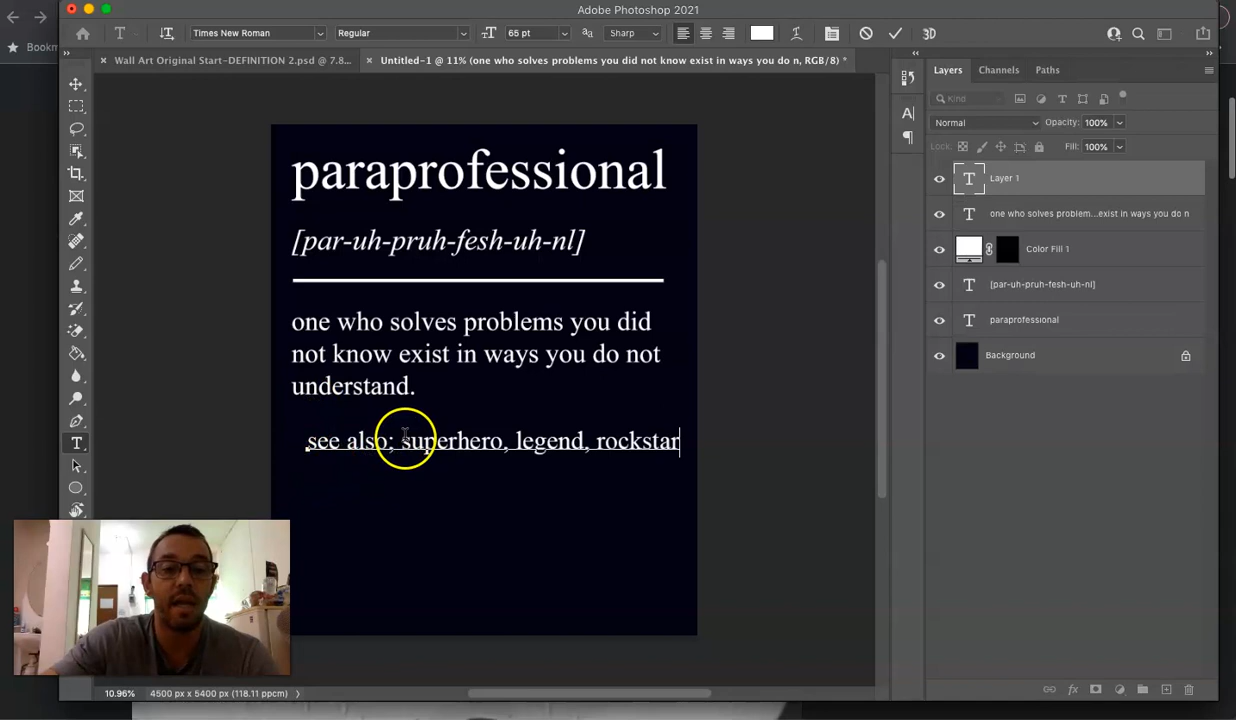 Adobe Photoshop 2021
Bookm
T Times New Roman Regular 65 pt aa Sharp 3D
Wall Art Original Start-DEFINITION 2.psd @ 7.8...
Untitled-1 @ 11% (one who solves problems you did not know exist in ways you do n, RGB/8) *
Layers Channels Paths
Kind
Normal Opacity: 100%
Lock: Fill: 100%
T Layer 1
T one who solves problem...exist in ways you do n
Color Fill 1
T [par-uh-pruh-fesh-uh-nl]
T paraprofessional
Background
paraprofessional
[par-uh-pruh-fesh-uh-nl]
one who solves problems you did
not know exist in ways you do not
understand.
see also; superhero, legend, rockstar
10.96% 4500 px x 5400 px (118.11 ppcm)